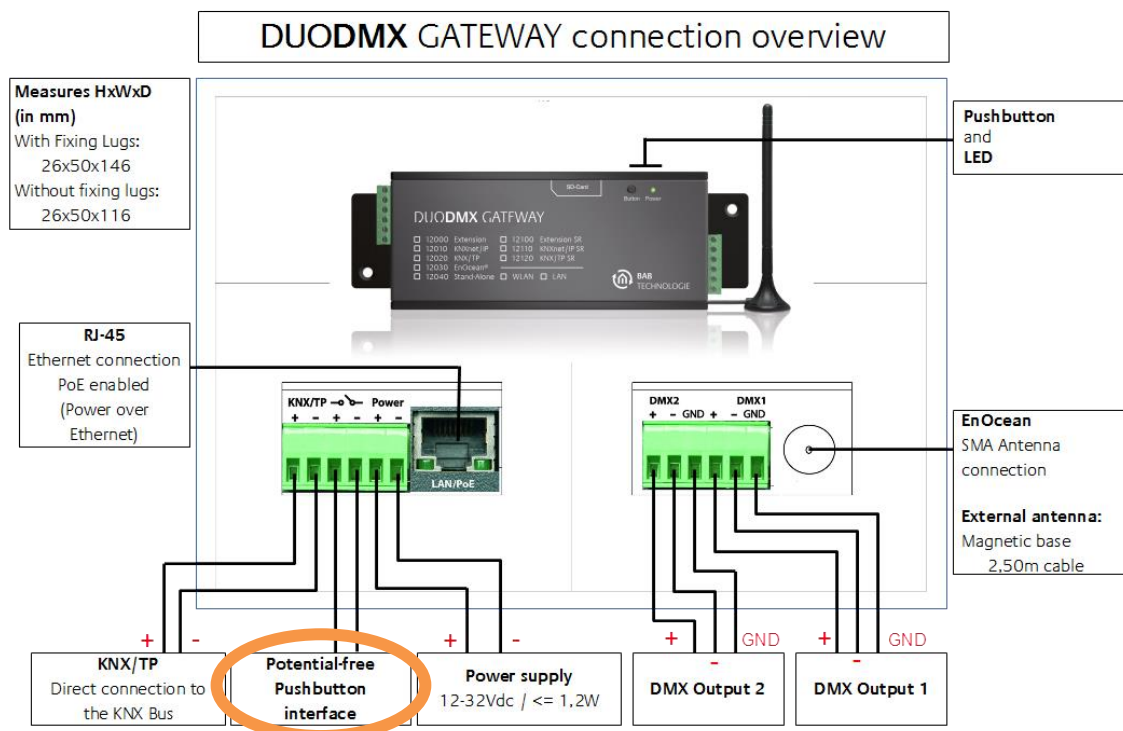 DUODMX GATEWAY connection overview
Measures HxWxD
(in mm)
With Fixing Lugs:
26x50x146
Without fixing lugs:
26x50x116
Pushbutton
and
LED
SD-Card
Button Power
DUODMX GATEWAY
12000 Extension 12100 Extension SR
12010 KNXnet/IP 12110 KNXnet/IP SR
12020 KNX/TP 12120 KNX/TP SR
12030 EnOcean®
12040 Stand-Alone WLAN LAN
BAB
TECHNOLOGIE
RJ-45
Ethernet connection
PoE enabled
(Power over
Ethernet)
KNX/TP Power
+ - + - + -
LAN/PoE
DMX2 DMX1
+ - GND + - GND
EnOcean
SMA Antenna
connection
External antenna:
Magnetic base
2,50m cable
+ -
KNX/TP
Direct connection to
the KNX Bus
Potential-free
Pushbutton
interface
+ -
Power supply
12-32Vdc / <= 1,2W
+ - GND
DMX Output 2
+ - GND
DMX Output 1